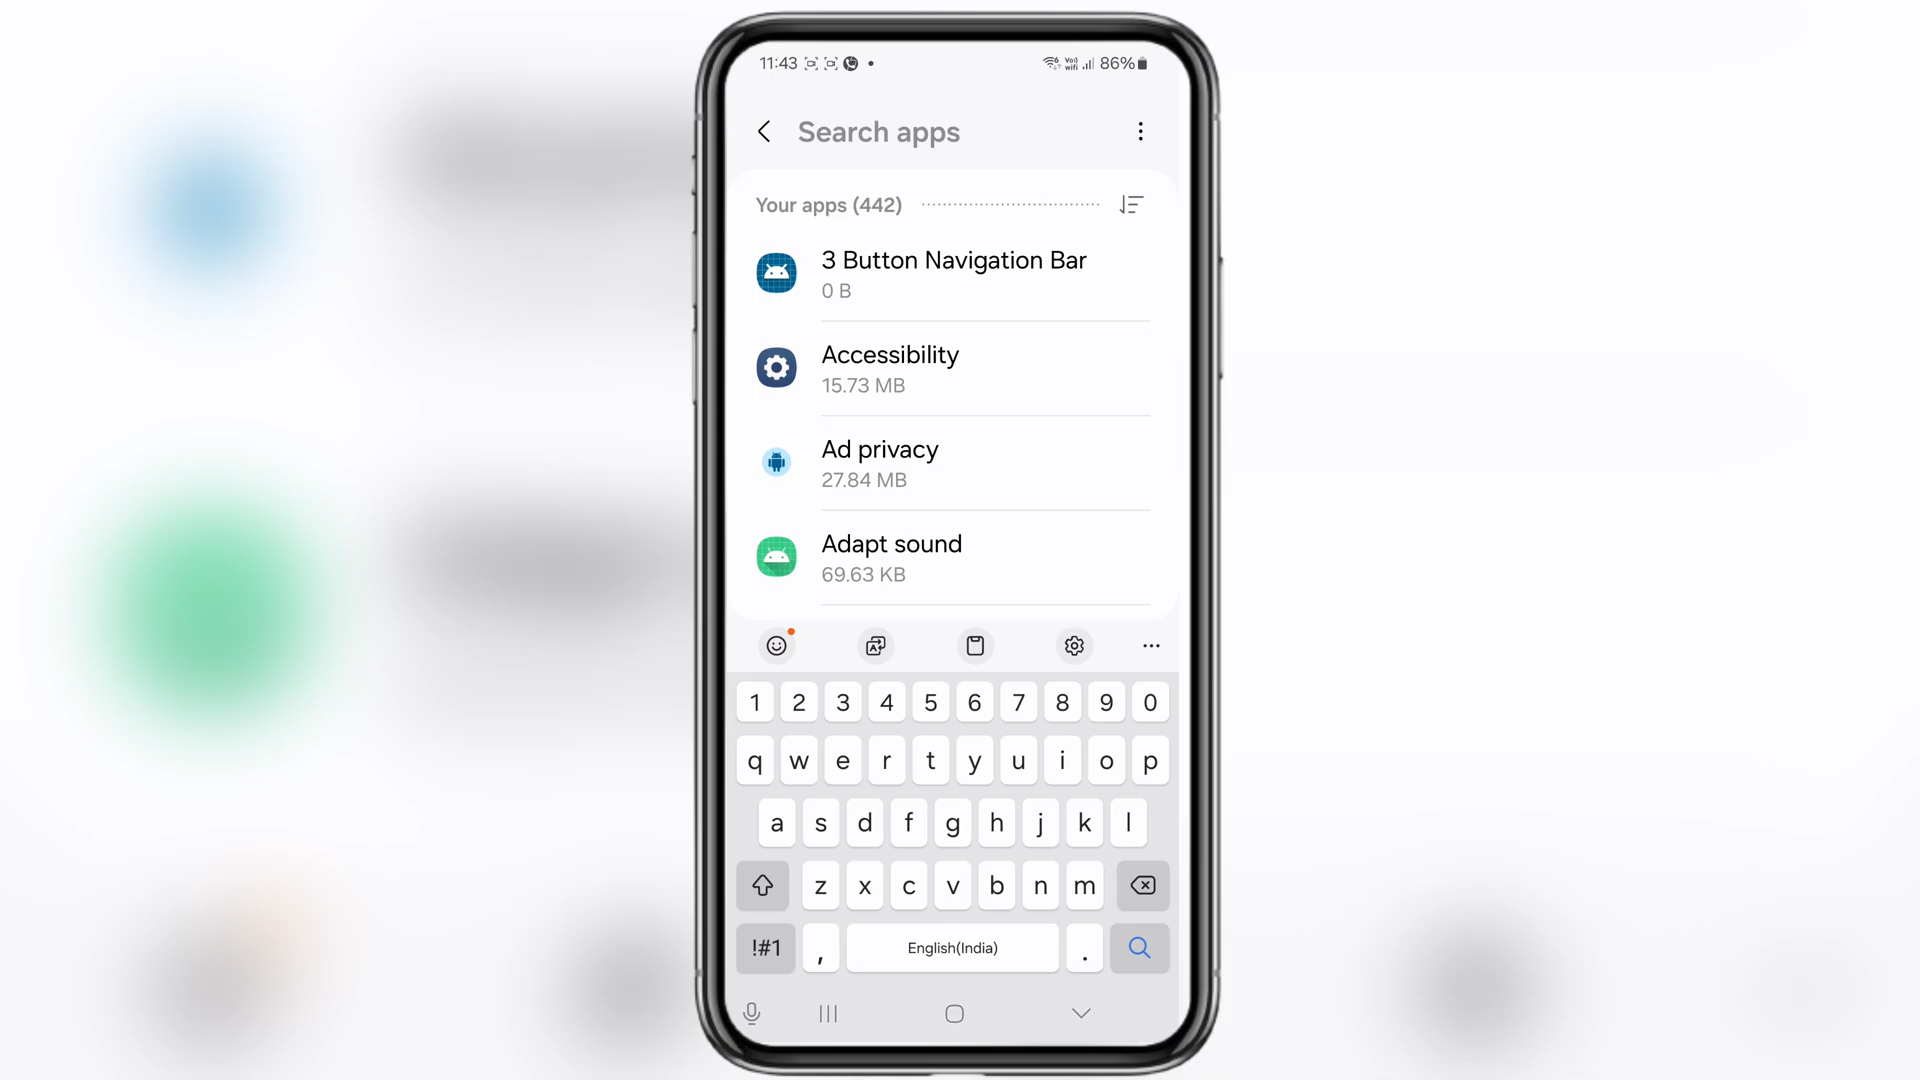 11:43 86%
Search apps
Your apps (442)
3 Button Navigation Bar
0 B
Accessibility
15.73 MB
Ad privacy
27.84 MB
Adapt sound
69.63 KB
1 2 3 4 5 6 7 8 9 0
q w e r t y u i o p
a s d f g h j k l
z x c v b n m
!#1 , English(India) .